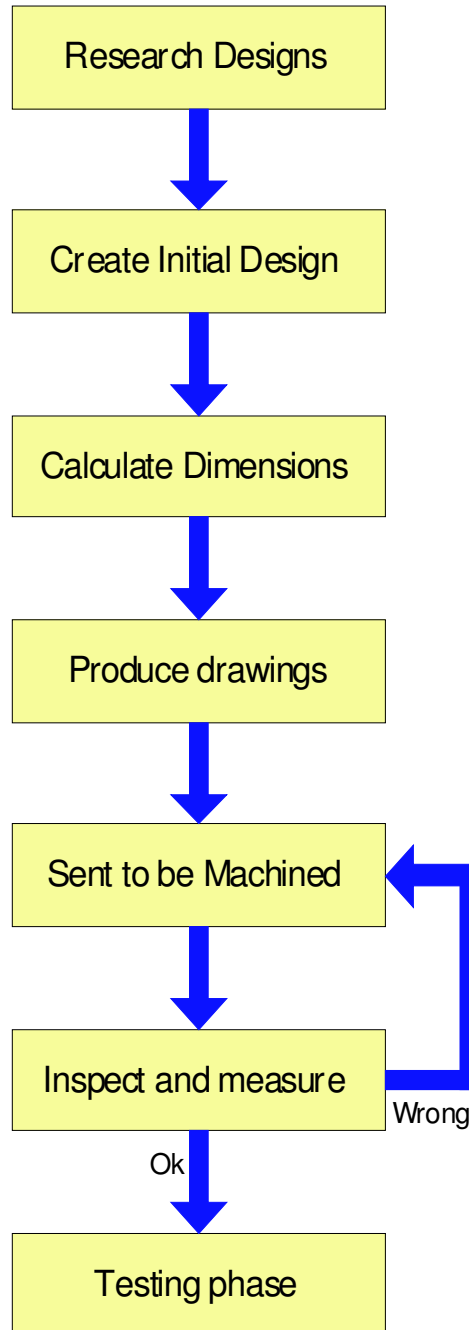 Research Designs
Create Initial Design
Calculate Dimensions
Produce drawings
Sent to be Machined
Inspect and measure
Wrong
Ok
Testing phase